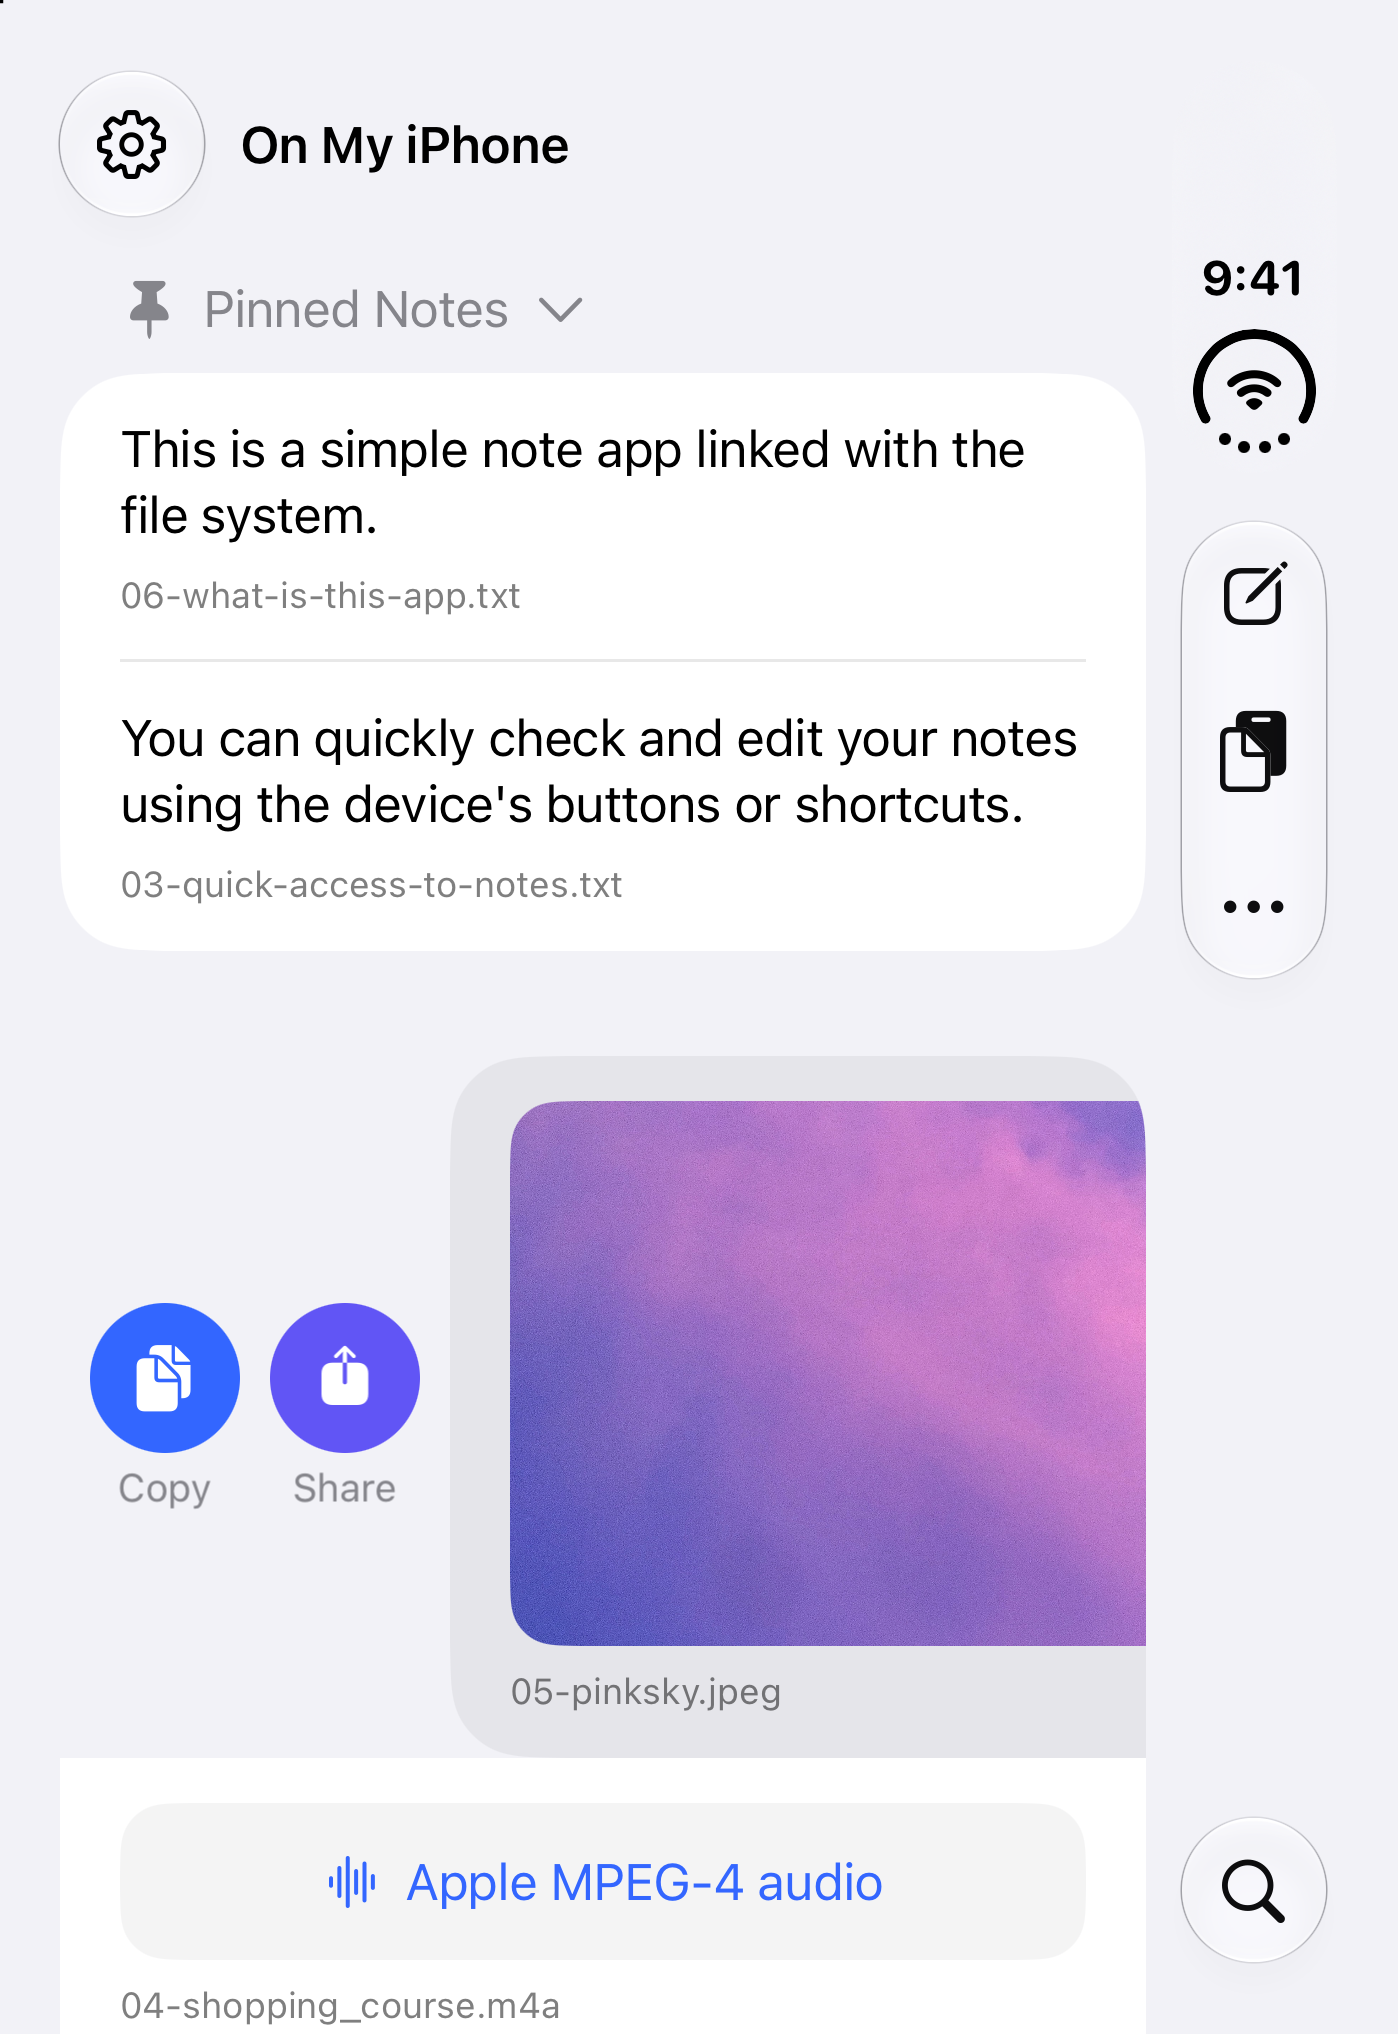 On My iPhone
9:41
Pinned Notes
This is a simple note app linked with the
file system.
06-what-is-this-app.txt
You can quickly check and edit your notes
using the device's buttons or shortcuts.
03-quick-access-to-notes.txt
Copy
Share
05-pinksky.jpeg
Apple MPEG-4 audio
04-shopping_course.m4a